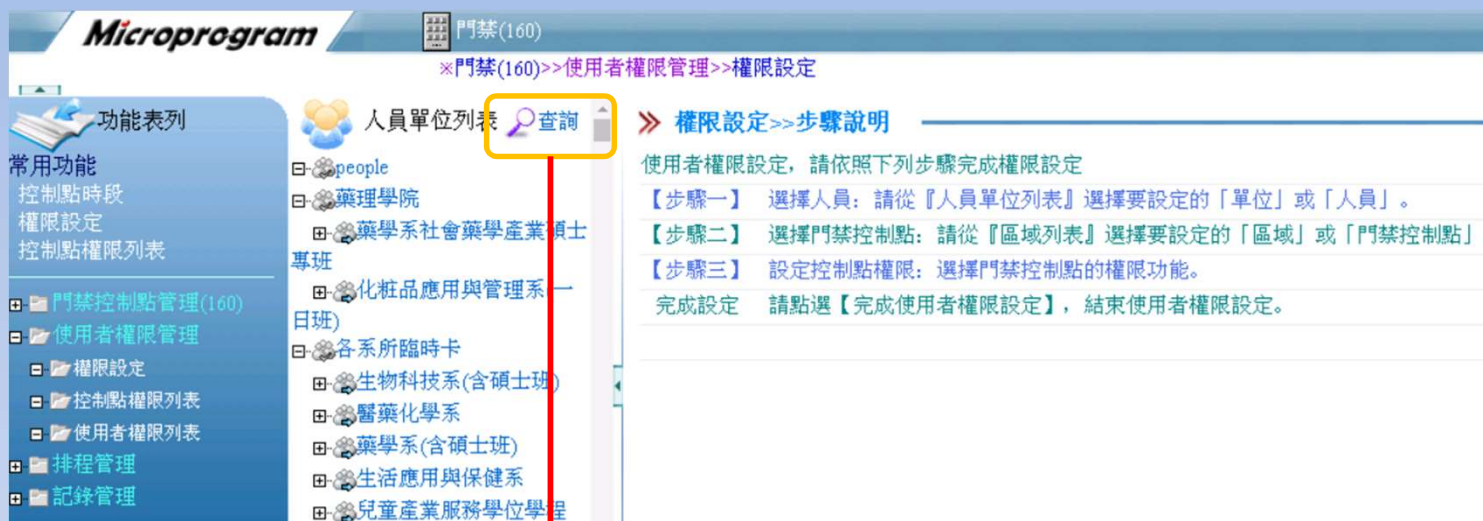 Microprogram
門禁(160)
※門禁(160)>>使用者權限管理>>權限設定
功能表列
常用功能
控制點時段
權限設定
控制點權限列表
門禁控制點管理(160)
使用者權限管理
權限設定
控制點權限列表
使用者權限列表
排程管理
記錄管理
人員單位列表 查詢
people
藥理學院
藥學系社會藥學產業碩士
專班
化粧品應用與管理系(一
日班)
各系所臨時卡
生物科技系(含碩士班)
醫藥化學系
藥學系(含碩士班)
生活應用與保健系
兒童產業服務學位學程
權限設定>>步驟說明
使用者權限設定，請依照下列步驟完成權限設定
【步驟一】 選擇人員：請從『人員單位列表』選擇要設定的「單位」或「人員」。
【步驟二】 選擇門禁控制點：請從『區域列表』選擇要設定的「區域」或「門禁控制點」
【步驟三】 設定控制點權限：選擇門禁控制點的權限功能。
完成設定 請點選【完成使用者權限設定】，結束使用者權限設定。